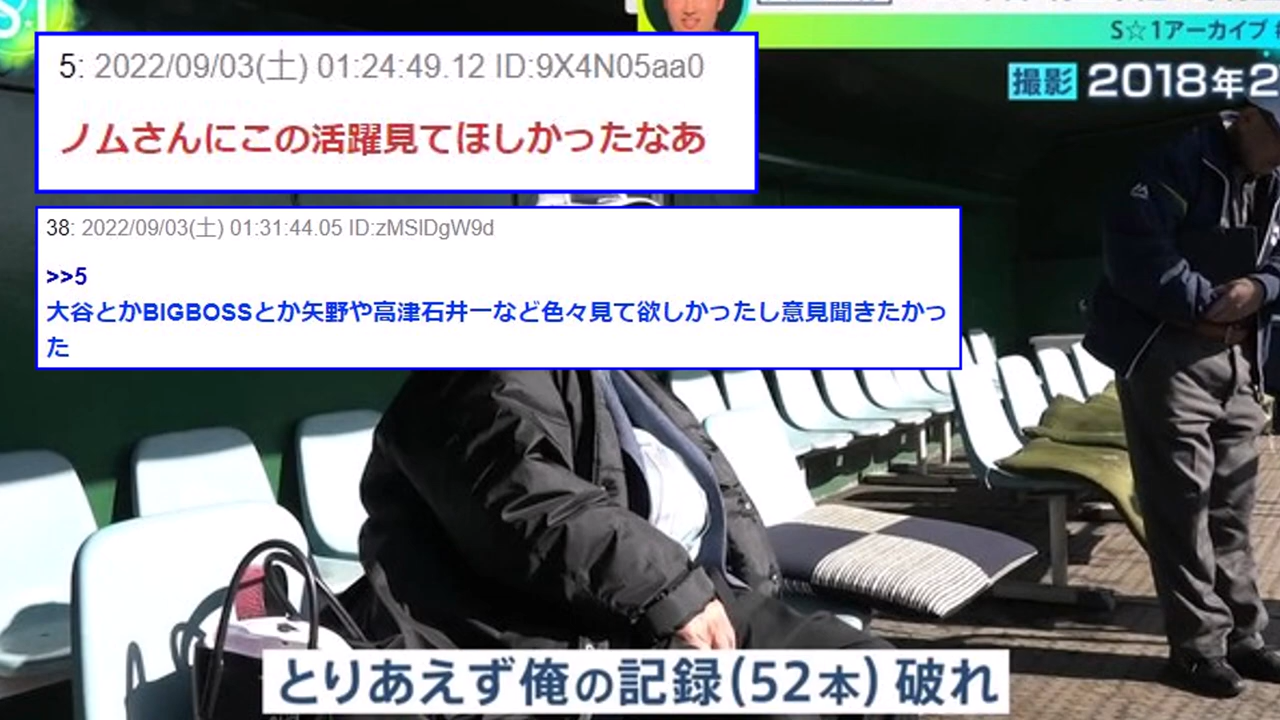 S☆1アーカイブ
撮影 2018年2
5: 2022/09/03(土) 01:24:49.12 ID:9X4N05aa0
ノムさんにこの活躍見てほしかったなあ
38: 2022/09/03(土) 01:31:44.05 ID:zMSlDgW9d
>>5
大谷とかBIGBOSSとか矢野や高津石井一など色々見て欲しかったし意見聞きたかっ
た
とりあえず俺の記録(52本)破れ